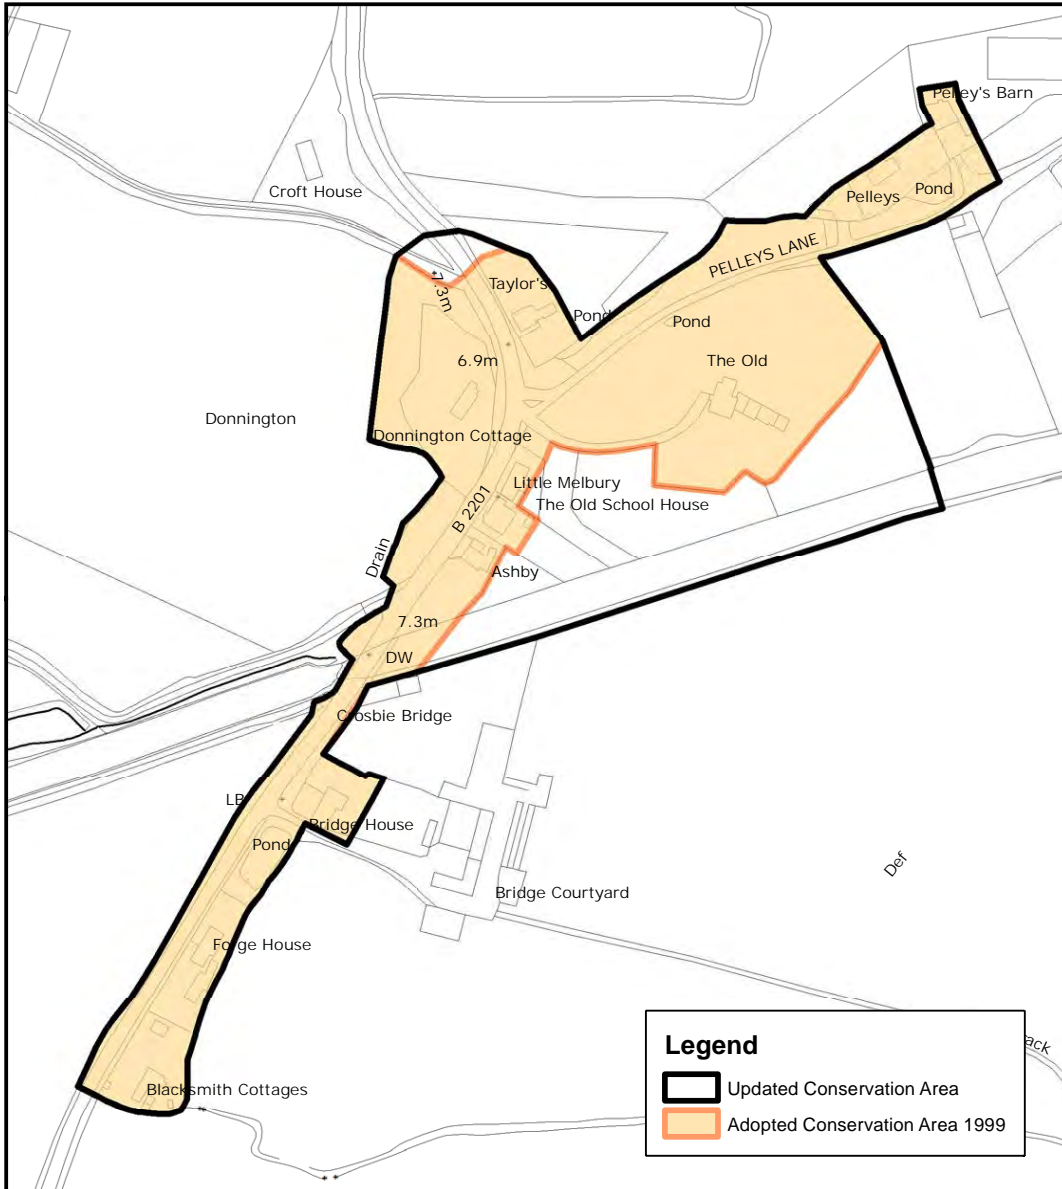 Pelley's Barn
Croft House
Pelleys
Pond
PELLEYS LANE
Taylor's
7.3m
Pond
Pond
6.9m
The Old
Donnington
Donnington Cottage
Little Melbury
B 2201
The Old School House
Drain
Ashby
7.3m
DW
Crosbie Bridge
LB
Bridge House
Pond
Def
Bridge Courtyard
Forge House
Blacksmith Cottages
Legend
Updated Conservation Area
Adopted Conservation Area 1999